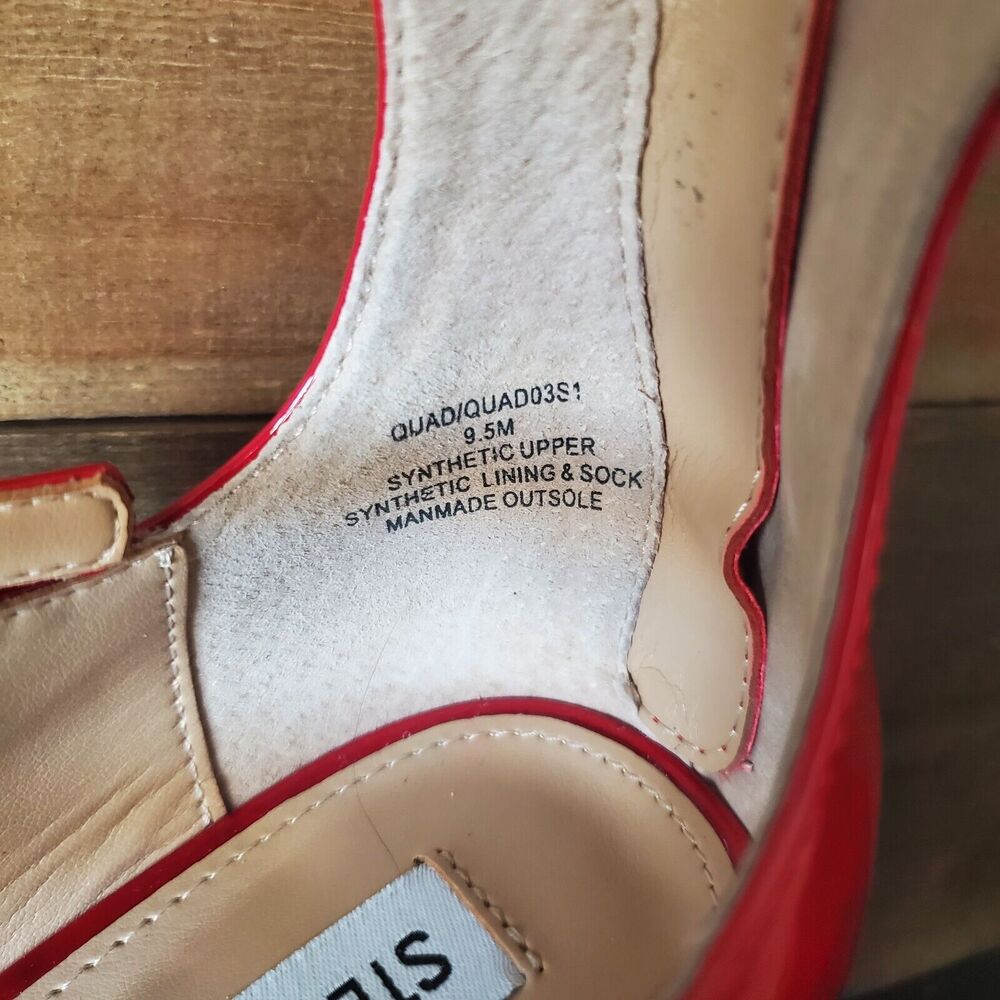 QUAD/QUAD03S1
9.5M
SYNTHETIC UPPER
SYNTHETIC LINING & SOCK
MANMADE OUTSOLE